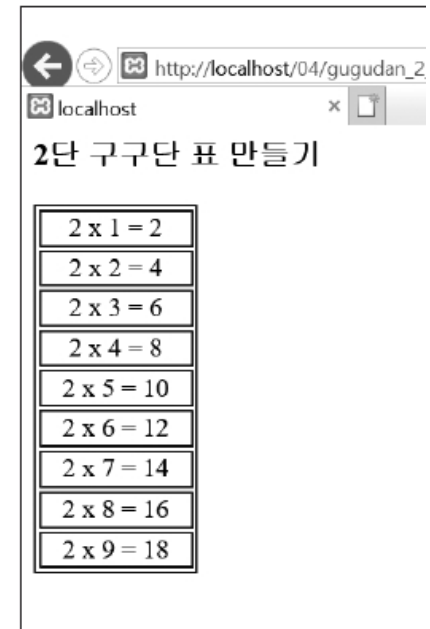 http://localhost/04/gugudan_2
localhost
2단 구구단 표 만들기
2 x 1 = 2
2 x 2 = 4
2 x 3 = 6
2 x 4 = 8
2 x 5 = 10
2 x 6 = 12
2 x 7 = 14
2 x 8 = 16
2 x 9 = 18